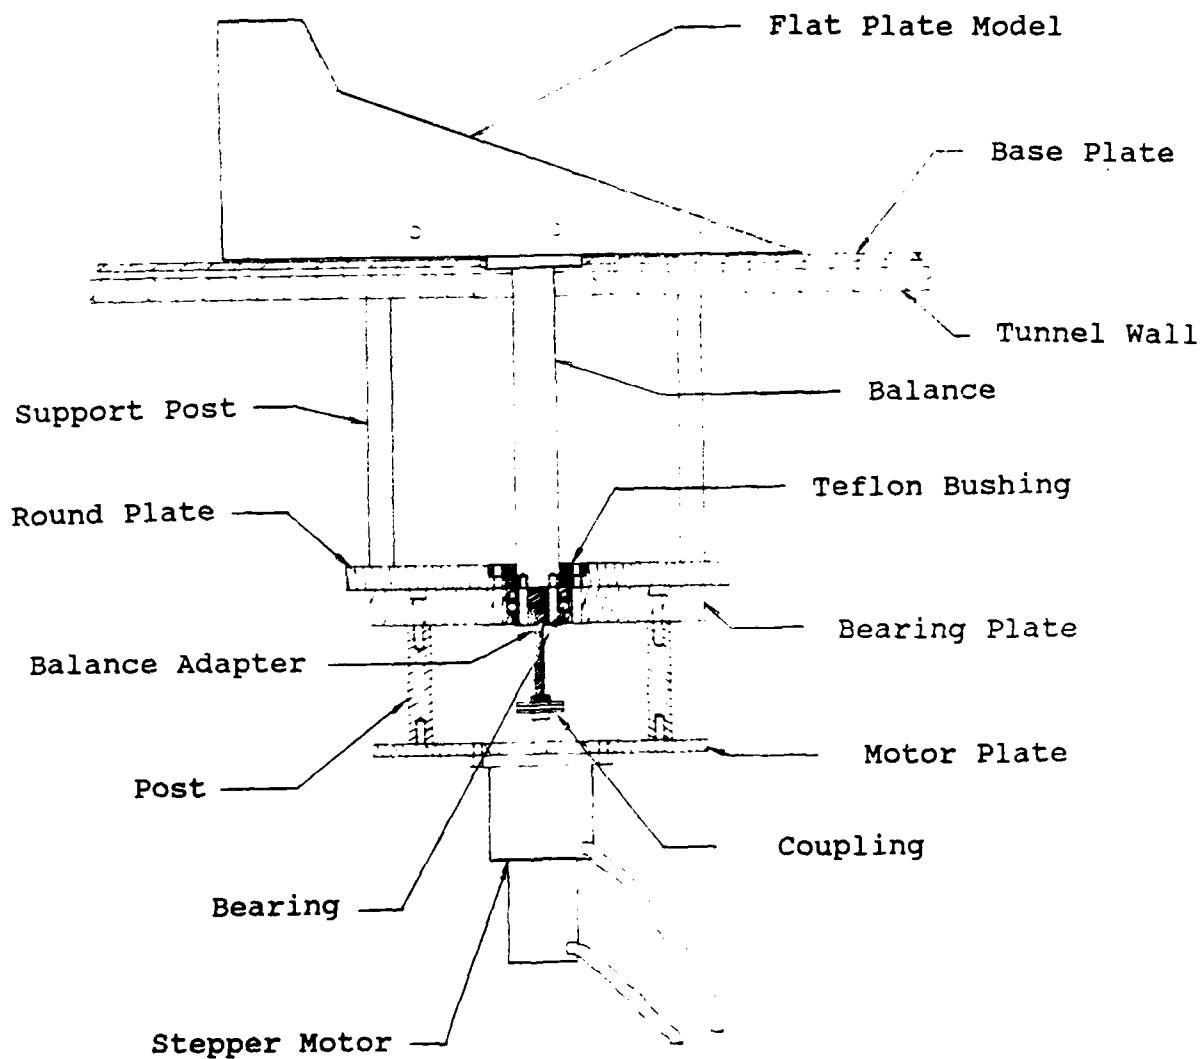 Flat Plate Model
Base Plate
Tunnel Wall
Balance
Support Post
Teflon Bushing
Round Plate
Bearing Plate
Balance Adapter
Motor Plate
Post
Coupling
Bearing
Stepper Motor